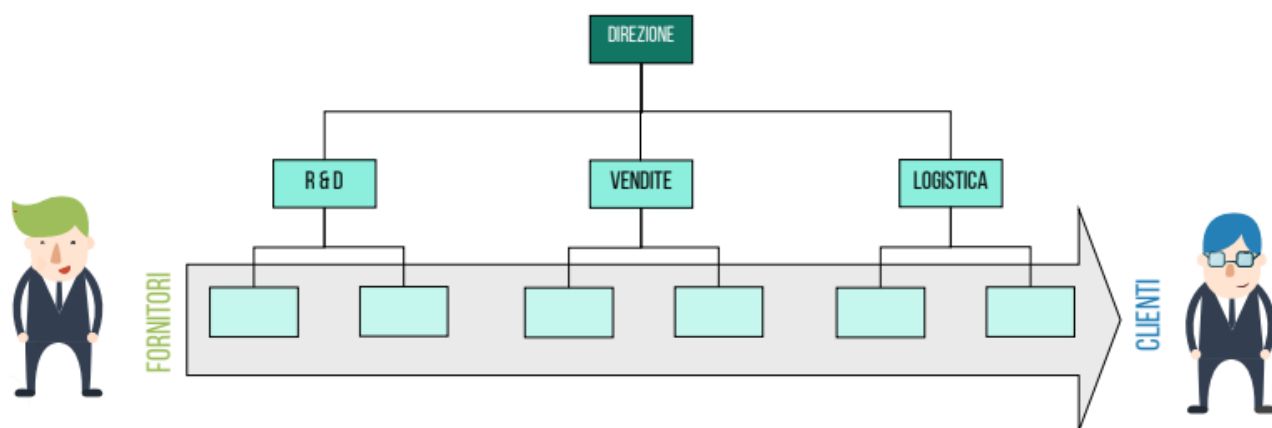 DIREZIONE
R & D
VENDITE
LOGISTICA
FORNITORI
CLIENTI